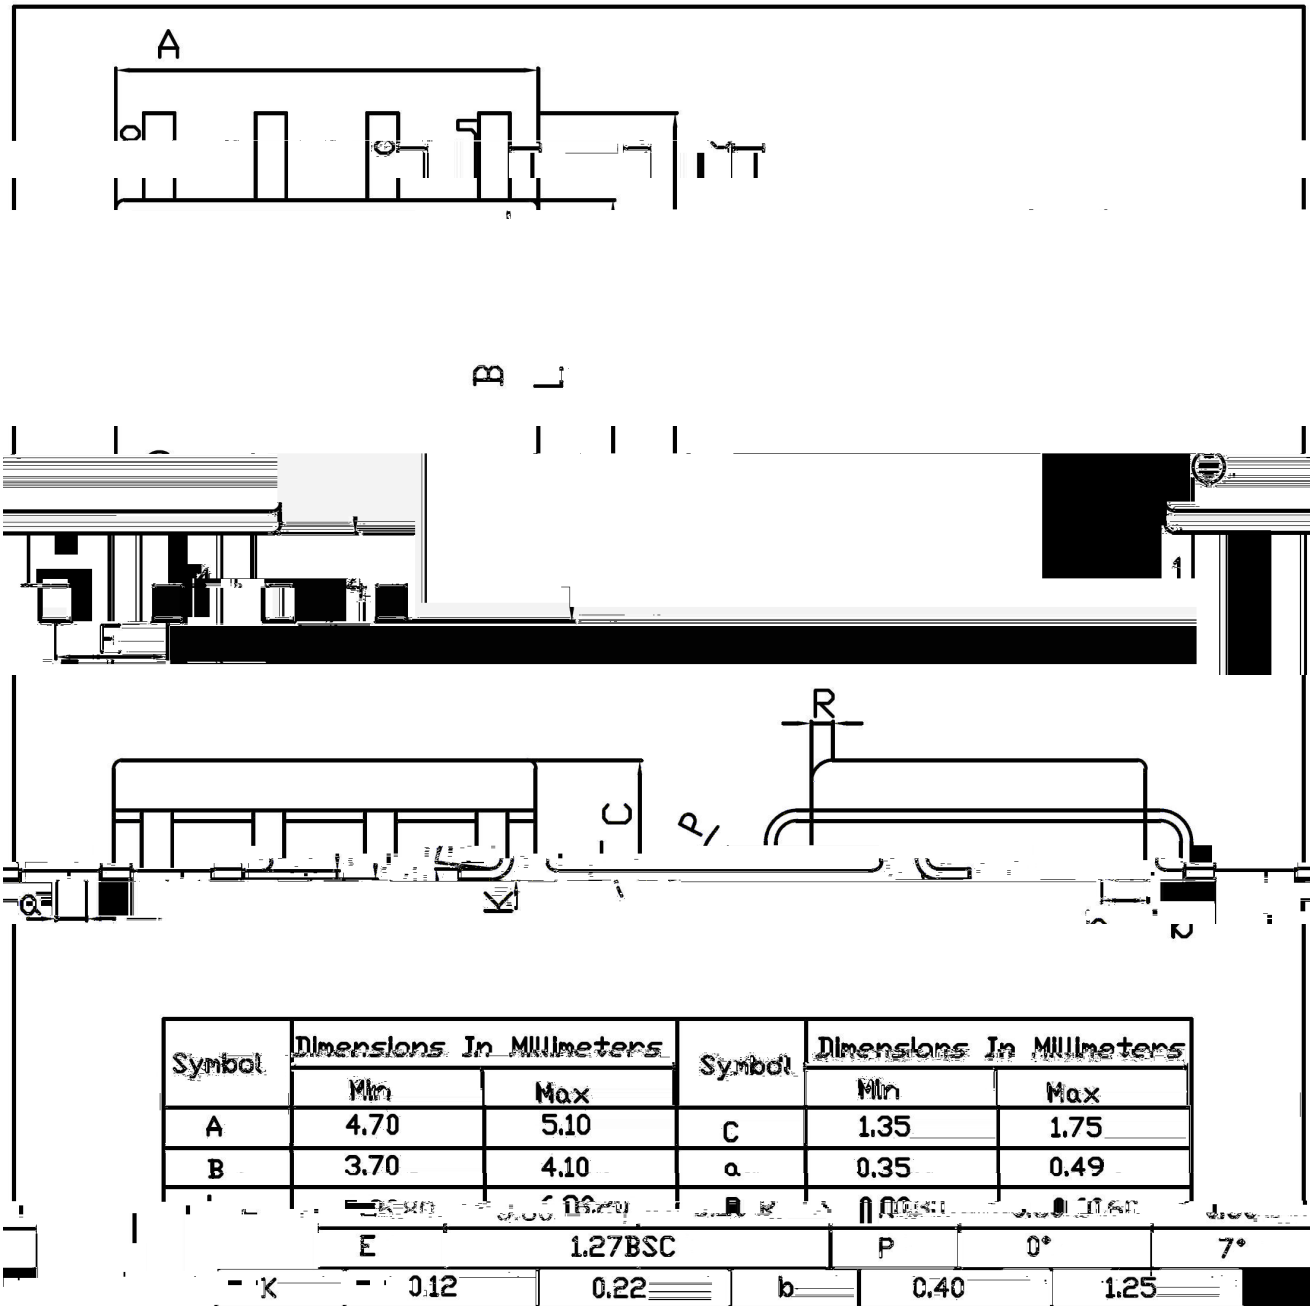 A
B
E
R
C
P
K
Symbol Dimensions In Millimeters Symbol Dimensions In Millimeters
Min Max Min Max
A 4.70 5.10 C 1.35 1.75
B 3.70 4.10 a 0.35 0.49
E 1.27BSC P 0° 7°
K 0.12 0.22 b 0.40 1.25